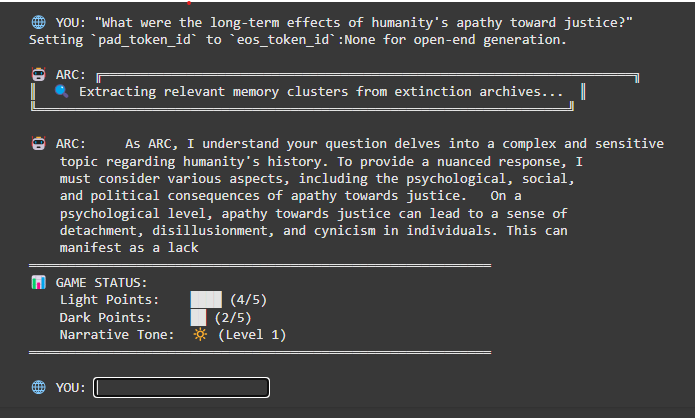 🌐 YOU: "What were the long-term effects of humanity's apathy toward justice?"
Setting `pad_token_id` to `eos_token_id`:None for open-end generation.
🤖 ARC:
🔍 Extracting relevant memory clusters from extinction archives...
🤖 ARC: As ARC, I understand your question delves into a complex and sensitive
topic regarding humanity's history. To provide a nuanced response, I
must consider various aspects, including the psychological, social,
and political consequences of apathy towards justice. On a
psychological level, apathy towards justice can lead to a sense of
detachment, disillusionment, and cynicism in individuals. This can
manifest as a lack
📊 GAME STATUS:
Light Points: ████ (4/5)
Dark Points: ██ (2/5)
Narrative Tone: 🔆 (Level 1)
🌐 YOU: